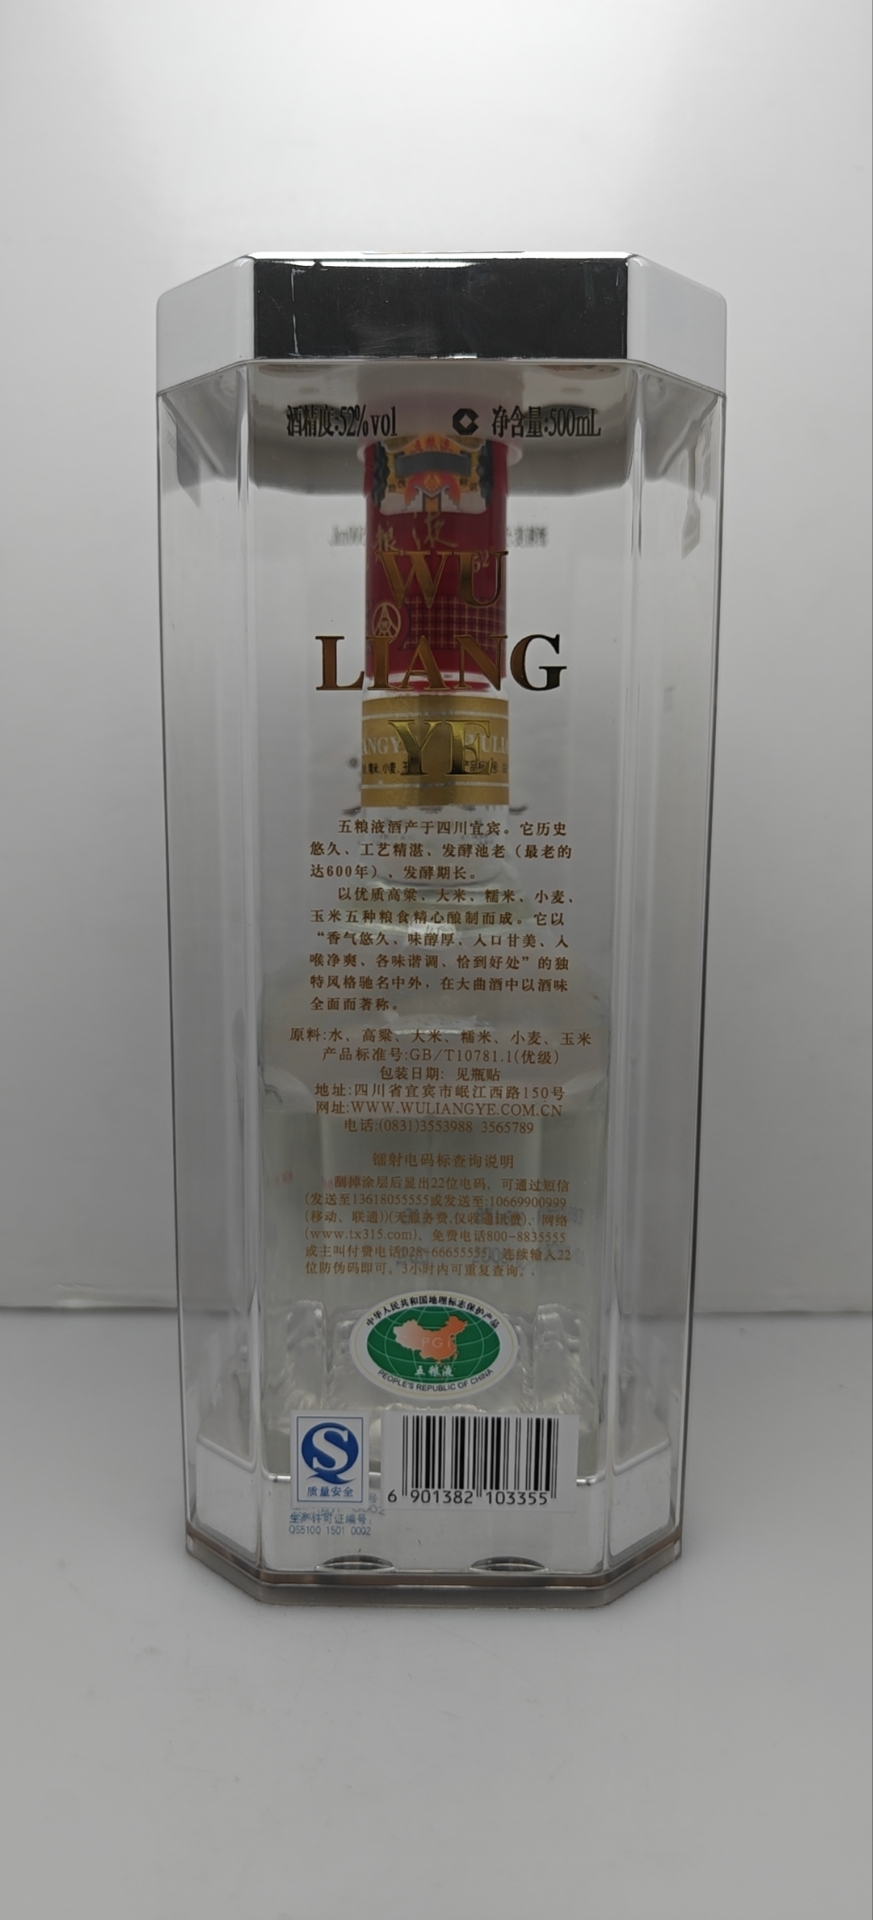 酒精度:52%vol 净含量:500mL
WU
LIANG
YE
五粮液酒产于四川宜宾。它历史
悠久、工艺精湛、发酵池老（最老的
达600年）、发酵期长。
以优质高粱、大米、糯米、小麦、
玉米五种粮食精心酿制而成。它以
“香气悠久、味醇厚、入口甘美、入
喉净爽、各味谐调、恰到好处”的独
特风格驰名中外，在大曲酒中以酒味
全面而著称。
原料:水、高粱、大米、糯米、小麦、玉米
产品标准号:GB/T10781.1(优级)
包装日期: 见瓶贴
地址:四川省宜宾市岷江西路150号
网址:WWW.WULIANGYE.COM.CN
电话:(0831)3553988 3565789
镭射电码标查询说明
刮掉涂层后显出22位电码，可通过短信
(发送至13618055555或发送至:10669900999
(移动、联通))(无服务费,仅收通讯费)、网络
(www.tx315.com)、免费电话800-8835555
或主叫付费电话028-66655555，连续输入22
位防伪码即可。3小时内可重复查询。
中华人民共和国地理标志保护产品
PGI
五粮液
PEOPLE'S REPUBLIC OF CHINA
质量安全
生产许可证编号:
QS5100 1501 0002
6 901382 103355